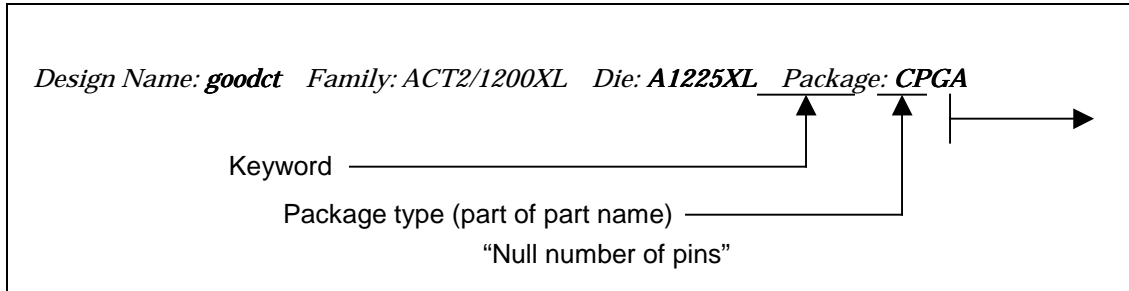 Design Name: goodct Family: ACT2/1200XL Die: A1225XL Package: CPGA
Keyword
Package type (part of part name)
“Null number of pins”